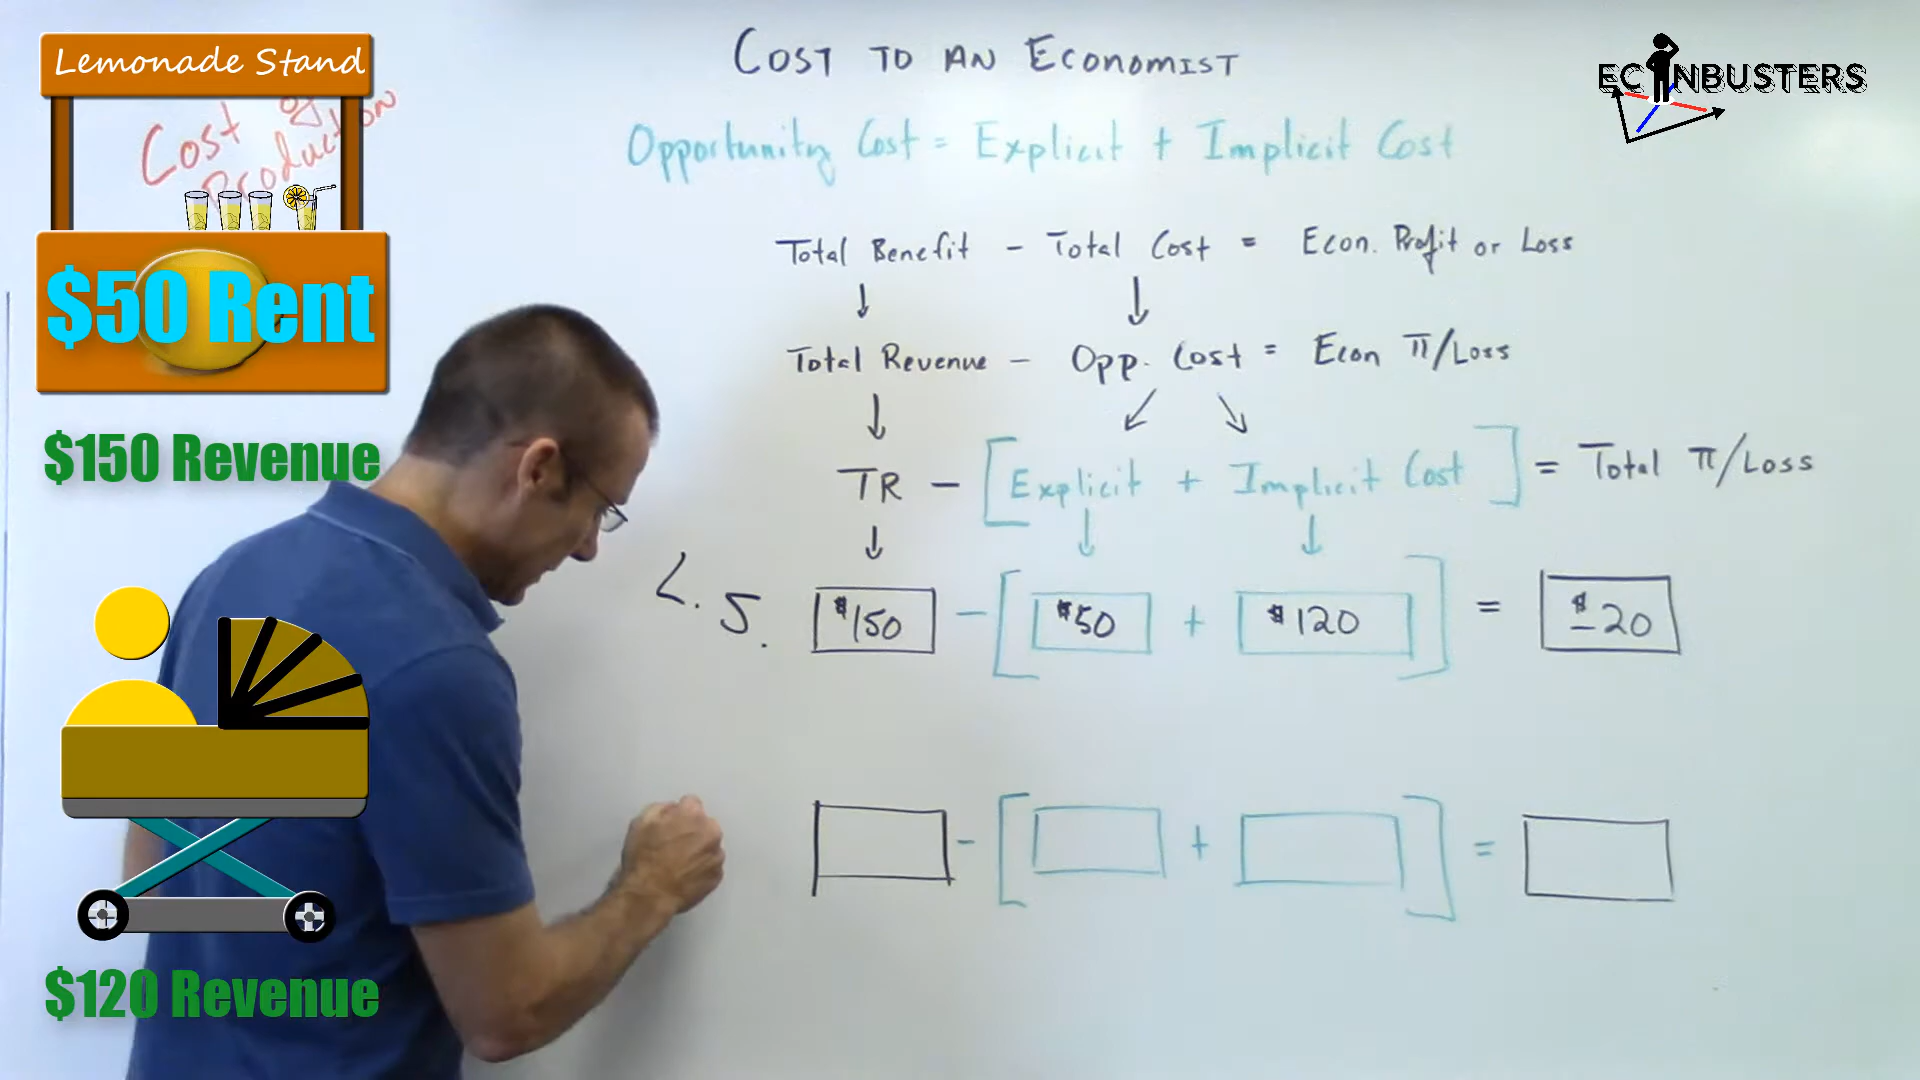 COST TO AN ECONOMIST
EC NBUSTERS
Lemonade Stand
Cost of
Production
Opportunity Cost = Explicit + Implicit Cost
Total Benefit - Total Cost = Econ. Profit or Loss
$50 Rent
Total Revenue - Opp. Cost = Econ π/Loss
$150 Revenue
TR - [Explicit + Implicit Cost] = Total π/Loss
L.S. $150 - [$50 + $120] = $-20
- [ + ] =
$120 Revenue